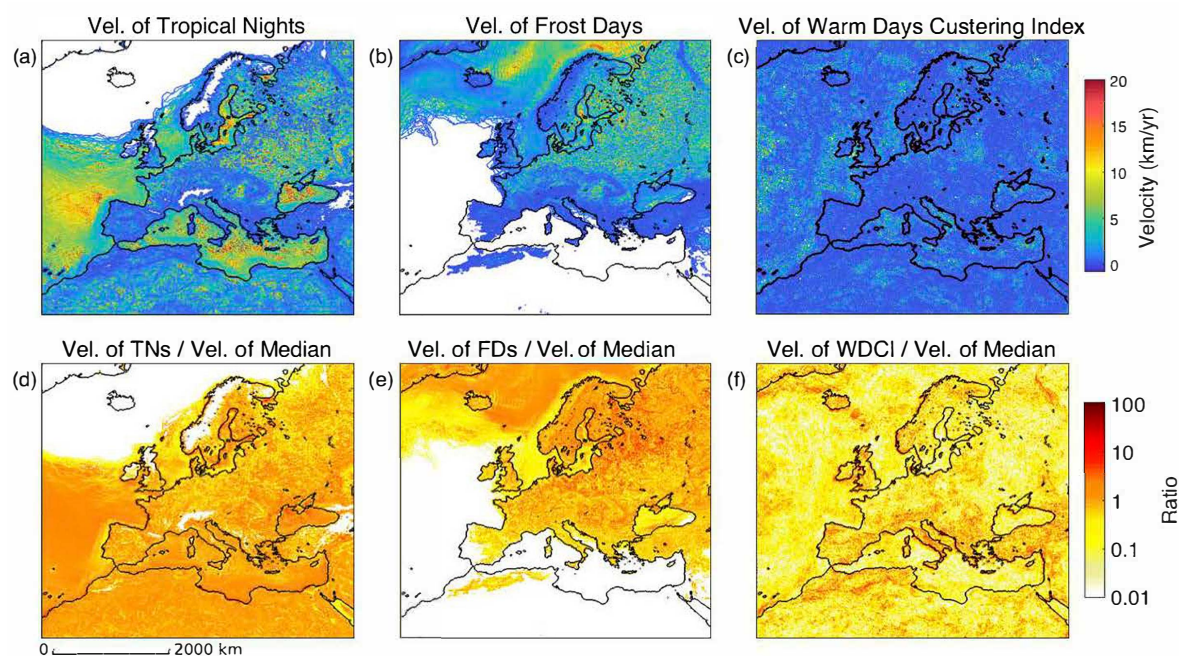 Vel. of Tropical Nights
Vel. of Frost Days
Vel. of Warm Days Custering Index
(a)
(b)
(c)
20
15
10
5
0
Velocity (km/yr)
Vel. of TNs / Vel. of Median
Vel. of FDs / Vel. of Median
Vel. of WDCI / Vel. of Median
(d)
(e)
(f)
100
10
1
0.1
0.01
Ratio
0 2000 km